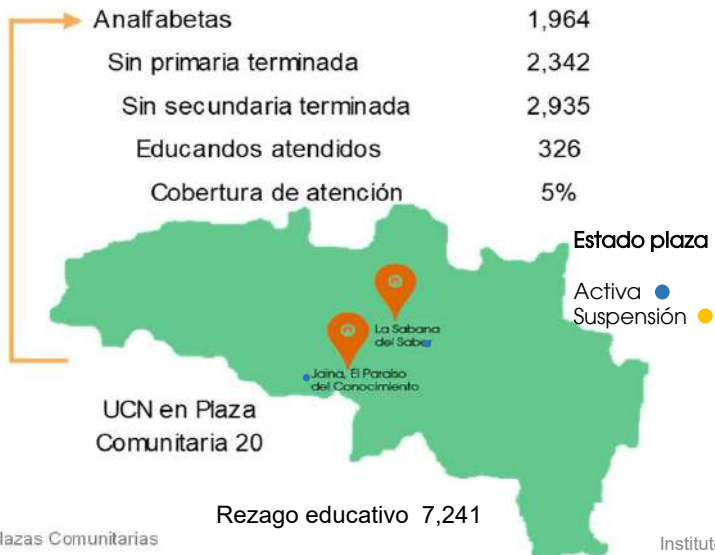 Analfabetas 1,964
Sin primaria terminada 2,342
Sin secundaria terminada 2,935
Educandos atendidos 326
Cobertura de atención 5%
Estado plaza
Activa
Suspensión
La Sabana
del Saber
Jaina, El Paraiso
del Conocimiento
UCN en Plaza
Comunitaria 20
Rezago educativo 7,241
lazas Comunitarias
Institut